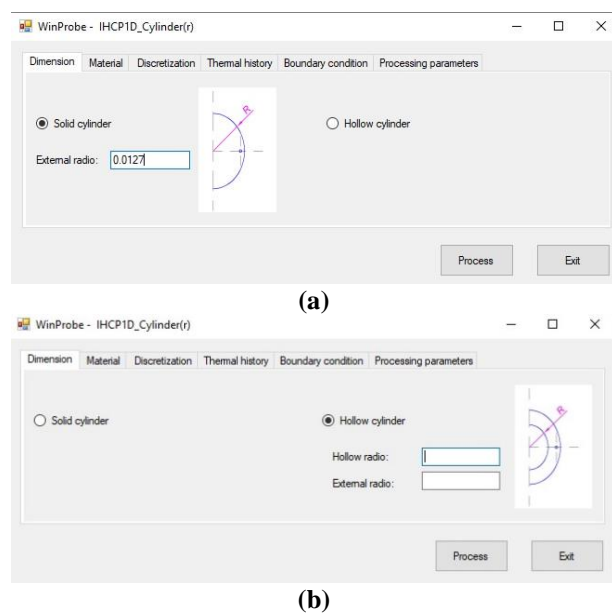 WinProbe - IHCP1D_Cylinder(r)
Dimension Material Discretization Thermal history Boundary condition Processing parameters
Solid cylinder Hollow cylinder
External radio: 0.0127
R
Process Exit
(a)
WinProbe - IHCP1D_Cylinder(r)
Dimension Material Discretization Thermal history Boundary condition Processing parameters
Solid cylinder Hollow cylinder
R
Hollow radio:
External radio:
Process Exit
(b)